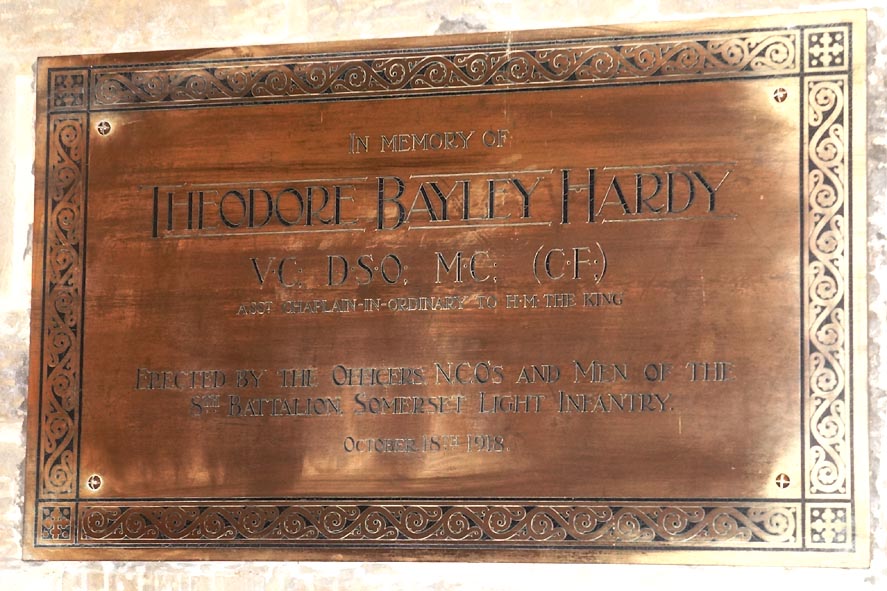 IN MEMORY OF
THEODORE BAYLEY HARDY
V·C; D·S·O; M·C; (C·F;)
ASST CHAPLAIN-IN-ORDINARY TO H·M·THE KING
ERECTED BY THE OFFICERS, N.C.O'S AND MEN OF THE
8TH BATTALION, SOMERSET LIGHT INFANTRY.
OCTOBER 18TH 1918.